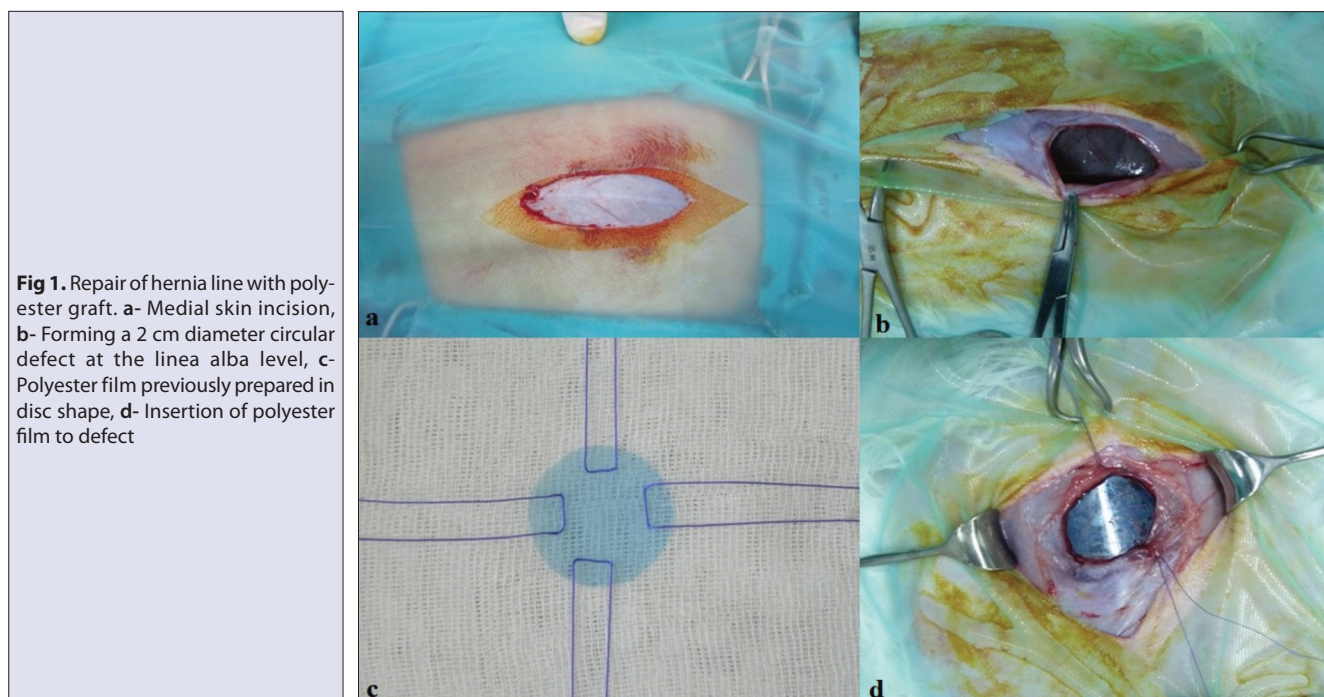 Fig 1. Repair of hernia line with poly-
ester graft. a- Medial skin incision,
b- Forming a 2 cm diameter circular
defect at the linea alba level, c-
Polyester film previously prepared in
disc shape, d- Insertion of polyester
film to defect
a
b
c
d